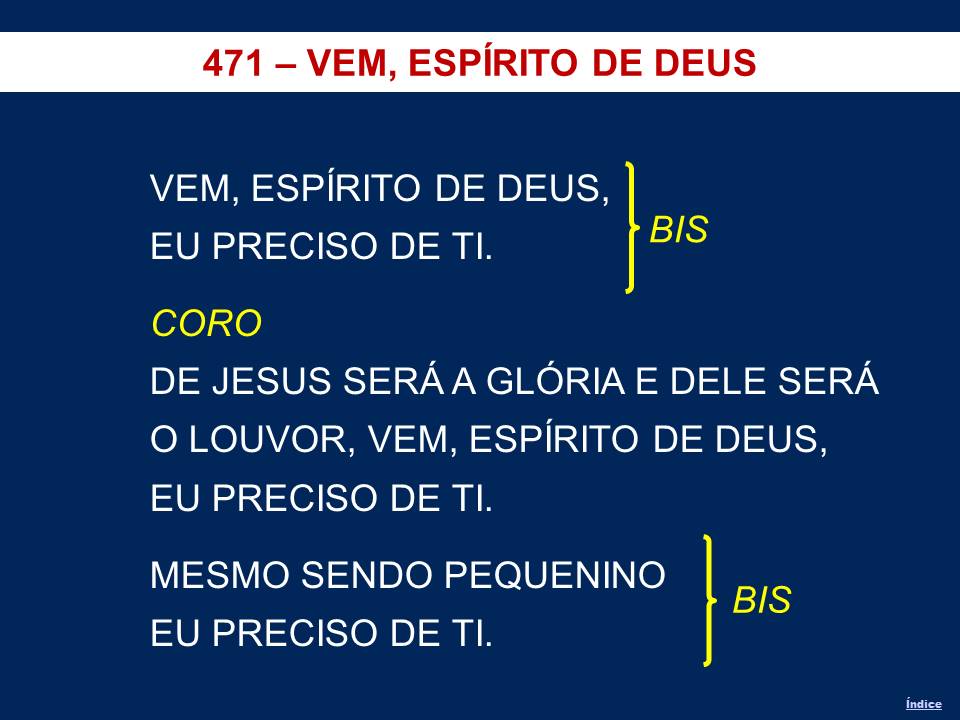 471 – VEM, ESPÍRITO DE DEUS
VEM, ESPÍRITO DE DEUS,
EU PRECISO DE TI.
BIS
CORO
DE JESUS SERÁ A GLÓRIA E DELE SERÁ
O LOUVOR, VEM, ESPÍRITO DE DEUS,
EU PRECISO DE TI.
MESMO SENDO PEQUENINO
EU PRECISO DE TI.
BIS
Índice